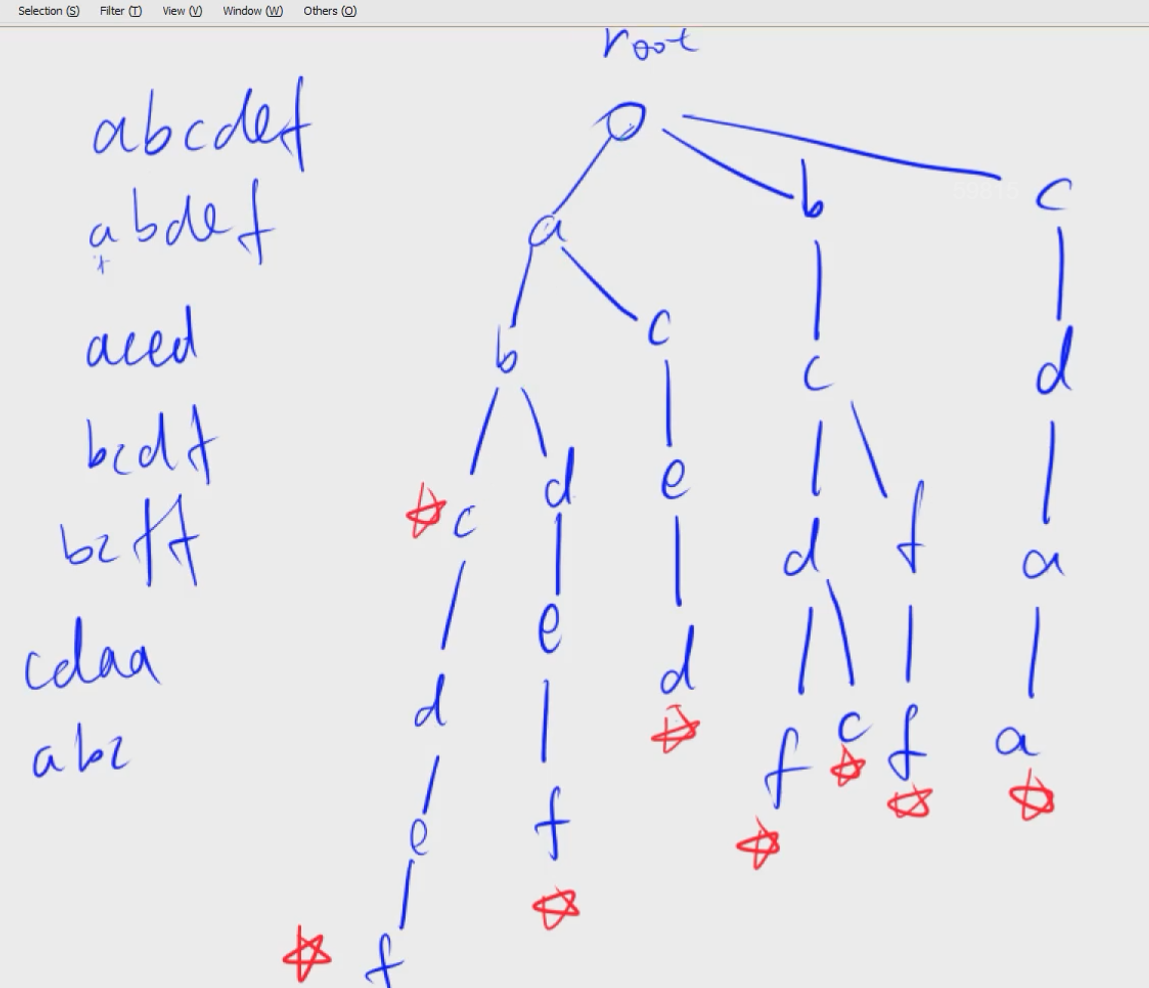 Selection (S) Filter (T) View (V) Window (W) Others (O)
root
abcdef
abdef
aced
bcdf
bcff
cdaa
abc
a b c
b c c d
c d e d f a
d e d f c f a
e f
f